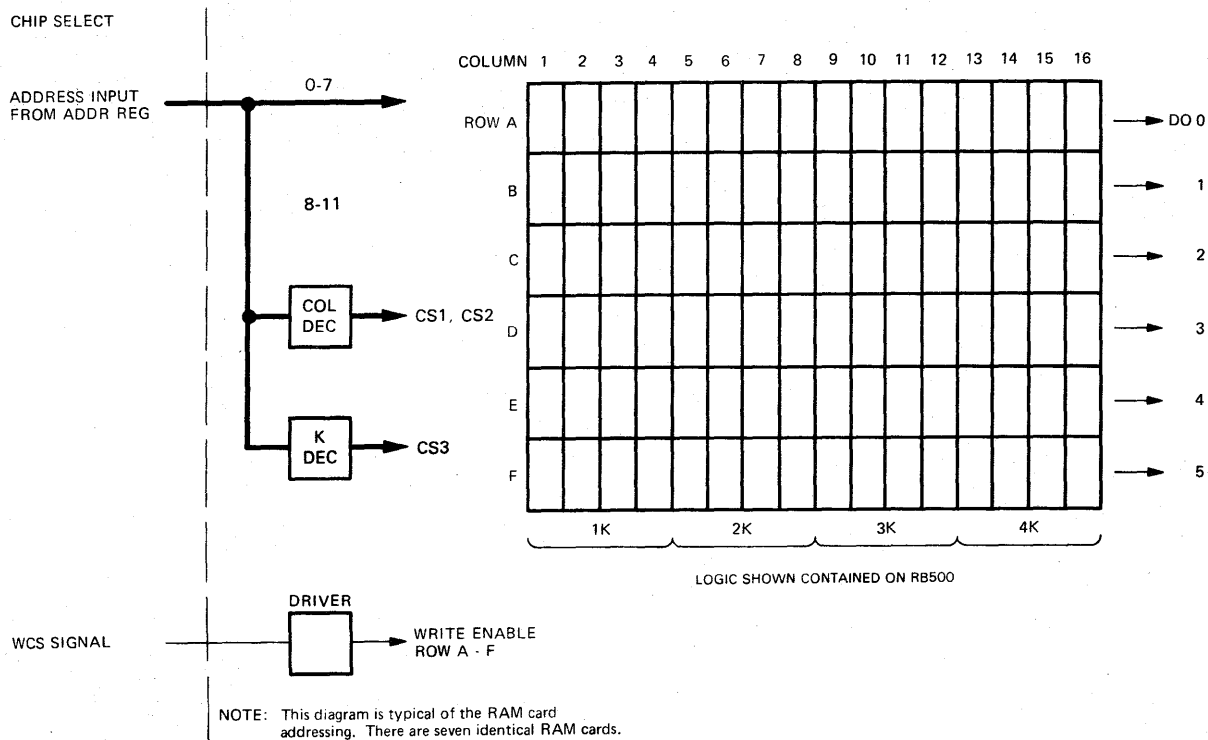 CHIP SELECT
COLUMN 1 2 3 4 5 6 7 8 9 10 11 12 13 14 15 16
ADDRESS INPUT
FROM ADDR REG
0-7
ROW A
DO 0
B
1
8-11
C
2
COL
DEC
CS1, CS2
D
3
E
4
K
DEC
CS3
F
5
1K 2K 3K 4K
LOGIC SHOWN CONTAINED ON RB500
DRIVER
WCS SIGNAL
WRITE ENABLE
ROW A - F
NOTE: This diagram is typical of the RAM card
addressing. There are seven identical RAM cards.